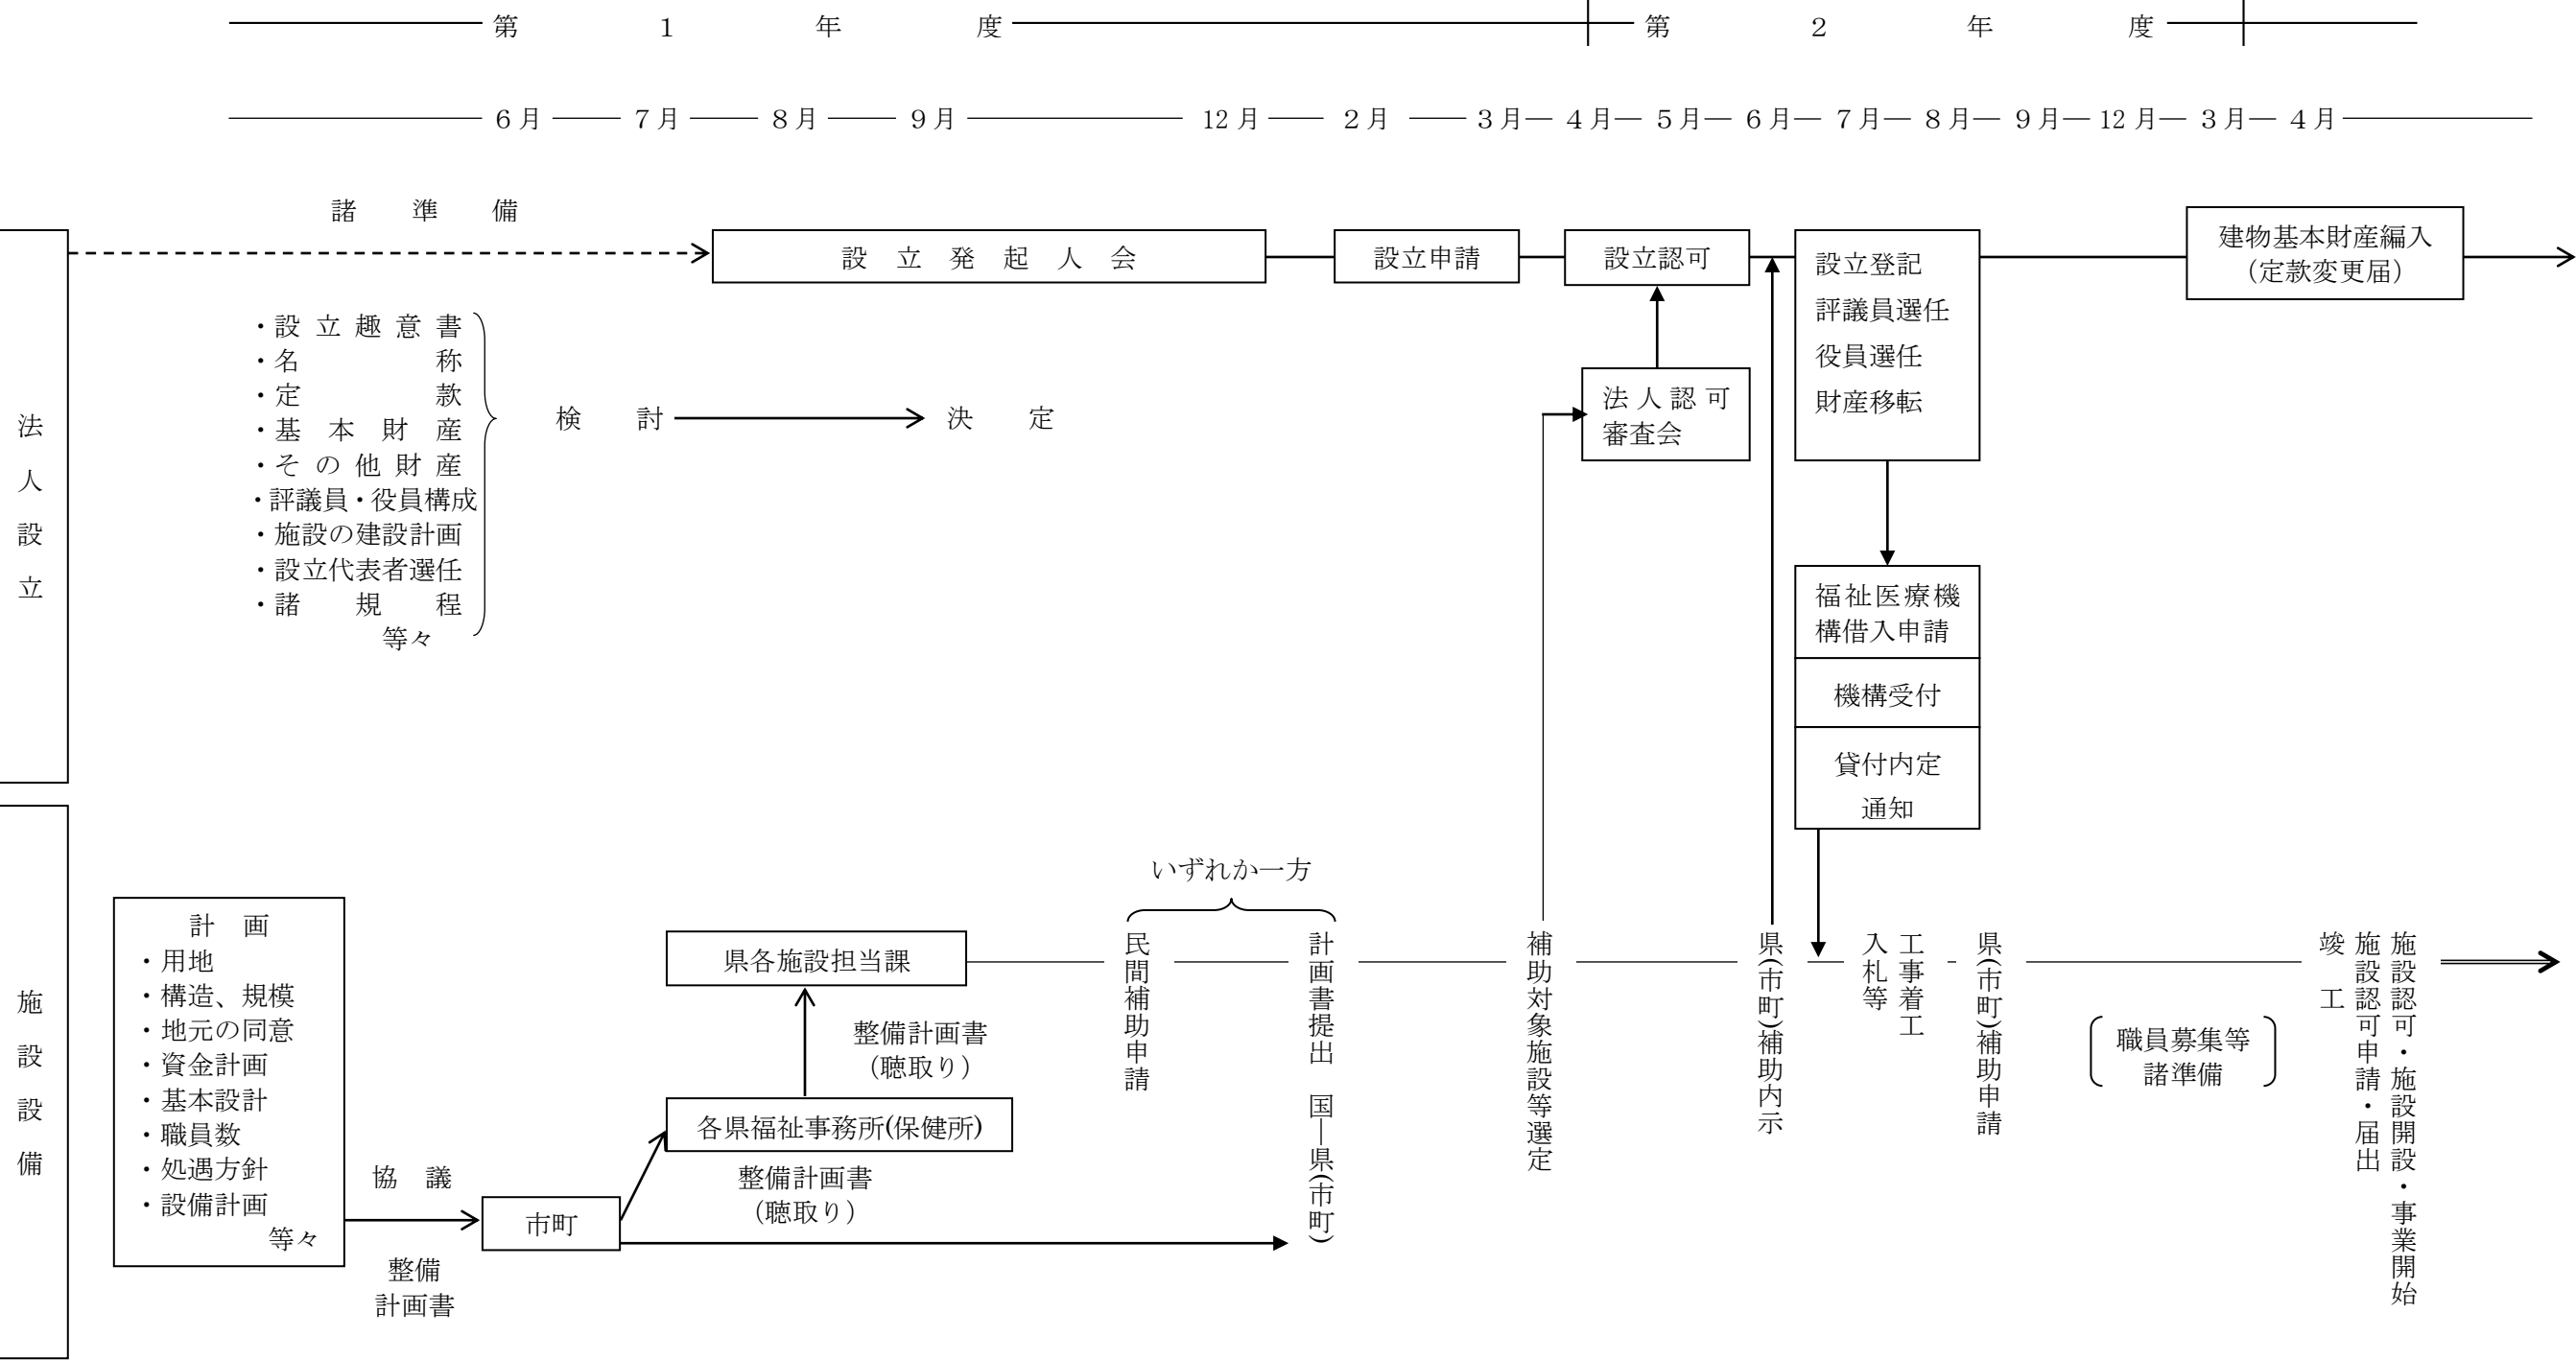 第 1 年 度 第 2 年 度
6月 7月 8月 9月 12月 2月 3月 4月 5月 6月 7月 8月 9月 12月 3月 4月
法人設立
諸 準 備
設 立 発 起 人 会
設立申請
設立認可
設立登記
評議員選任
役員選任
財産移転
建物基本財産編入
（定款変更届）
・設立趣意書
・名 称
・定 款
・基本財産
・その他財産
・評議員・役員構成
・施設の建設計画
・設立代表者選任
・諸 規 程
等々
検 討
決 定
法人認可
審査会
福祉医療機
構借入申請
機構受付
貸付内定
通知
施設設備
計 画
・用地
・構造、規模
・地元の同意
・資金計画
・基本設計
・職員数
・処遇方針
・設備計画
等々
協 議
整備
計画書
市町
県各施設担当課
整備計画書
（聴取り）
各県福祉事務所(保健所)
整備計画書
（聴取り）
いずれか一方
民間補助申請
計画書提出 国―県(市町)
補助対象施設等選定
県(市町)補助内示
工事着工
入札等
県(市町)補助申請
職員募集等
諸準備
施設認可・施設開設・事業開始
施設認可申請・届出
竣 工